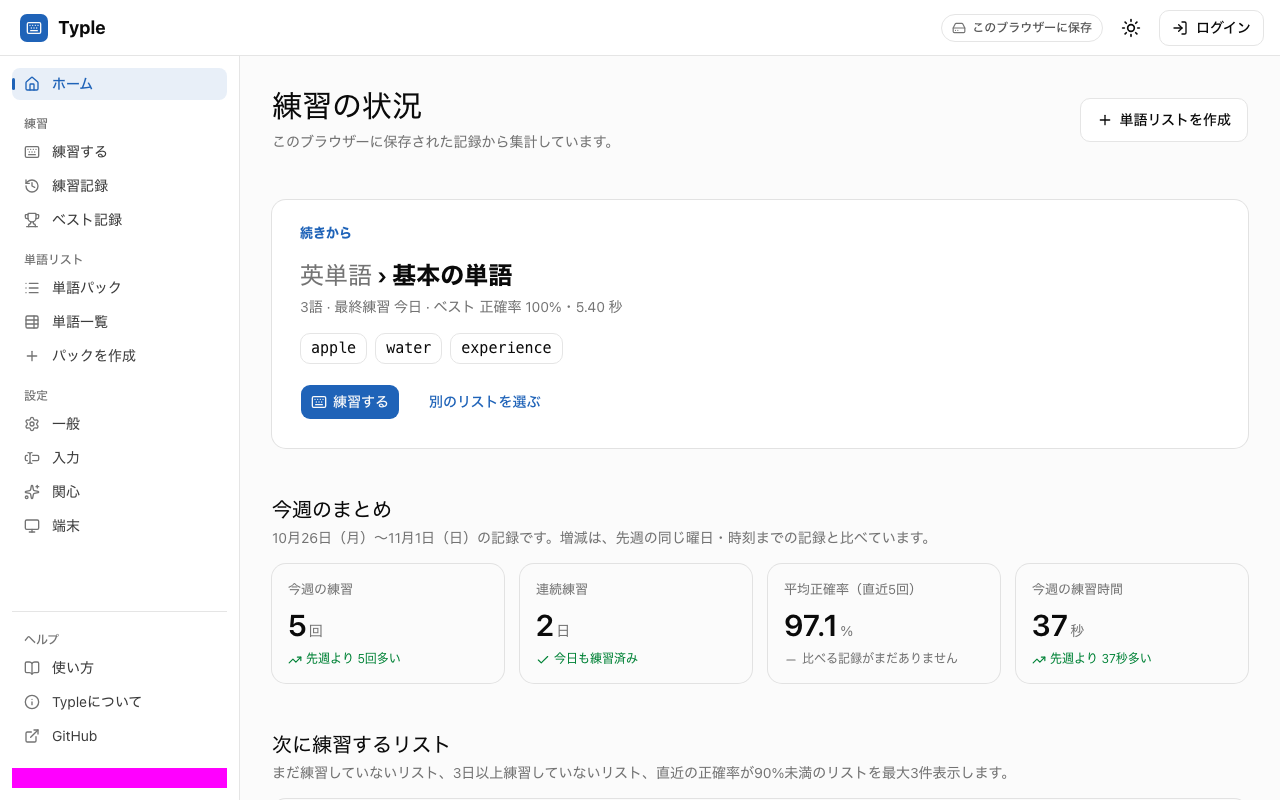 Typle
このブラウザーに保存
ログイン
ホーム
練習
練習する
練習記録
ベスト記録
単語リスト
単語パック
単語一覧
パックを作成
設定
一般
入力
関心
端末
ヘルプ
使い方
Typleについて
GitHub
練習の状況
このブラウザーに保存された記録から集計しています。
単語リストを作成
続きから
英単語 › 基本の単語
3語 · 最終練習 今日 · ベスト 正確率 100%・5.40 秒
apple water experience
練習する
別のリストを選ぶ
今週のまとめ
10月26日（月）〜11月1日（日）の記録です。増減は、先週の同じ曜日・時刻までの記録と比べています。
今週の練習
5 回
先週より 5回多い
連続練習
2 日
今日も練習済み
平均正確率（直近5回）
97.1 %
比べる記録がまだありません
今週の練習時間
37 秒
先週より 37秒多い
次に練習するリスト
まだ練習していないリスト、3日以上練習していないリスト、直近の正確率が90%未満のリストを最大3件表示します。